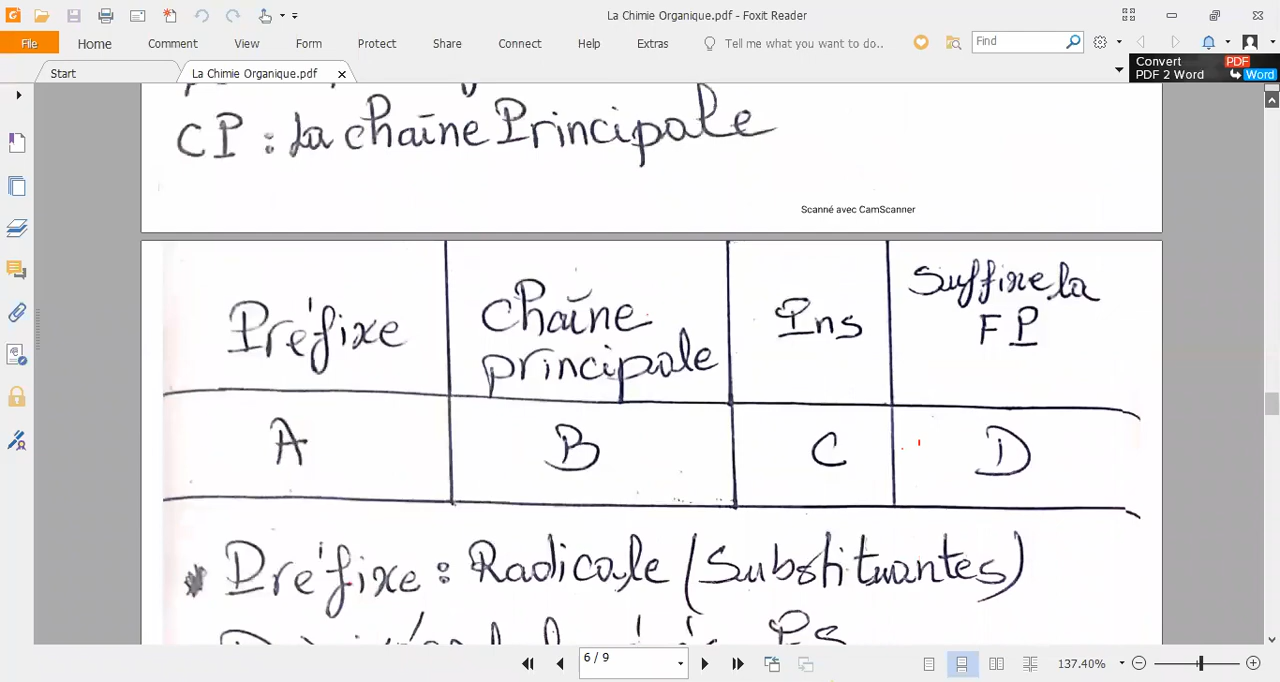 La Chimie Organique.pdf - Foxit Reader
File Home Comment View Form Protect Share Connect Help Extras Tell me what you want to do.. Find
Start La Chimie Organique.pdf
Convert PDF
PDF 2 Word Word
CP : la chaîne Principale
Scanné avec CamScanner
Préfixe Chaîne principale Ins Suffixe la FP
A B C D
* Préfixe : Radicale (Substituantes)
6 / 9 137.40%